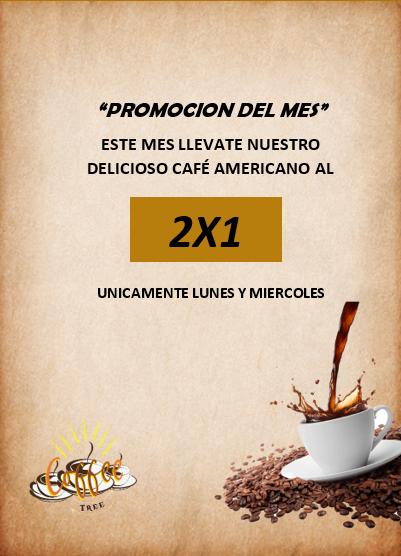 “PROMOCION DEL MES”
ESTE MES LLEVATE NUESTRO
DELICIOSO CAFÉ AMERICANO AL
2X1
UNICAMENTE LUNES Y MIERCOLES
Coffee
TREE